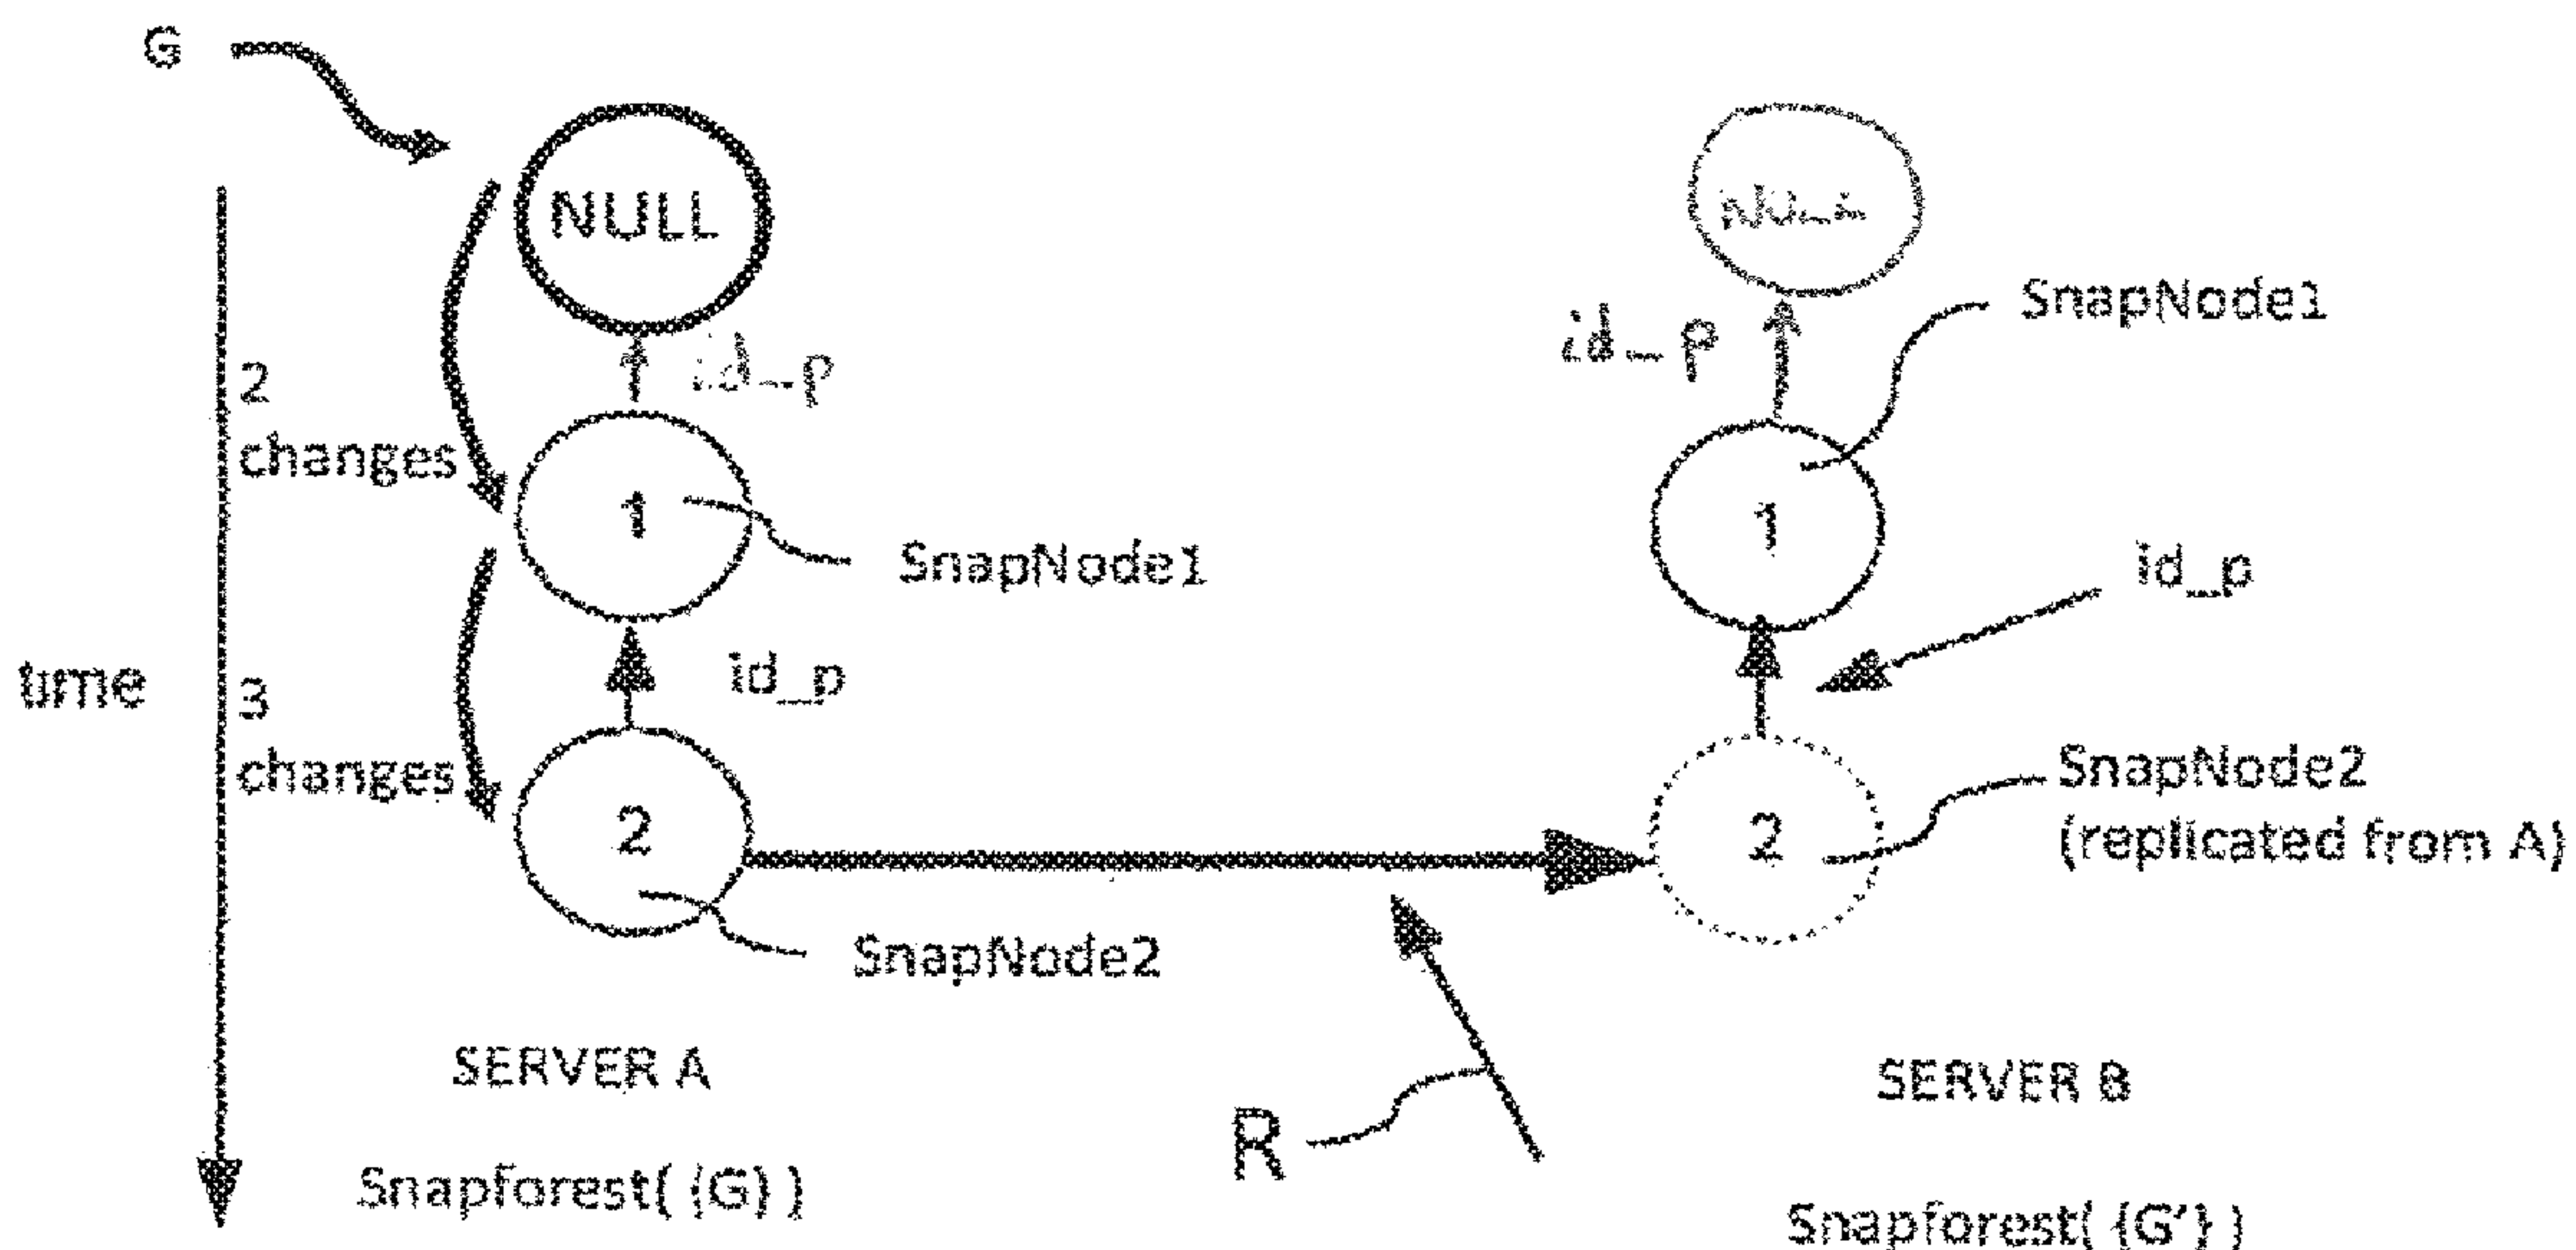 G
NULL
NULL
SnapNode1
id_p
id_p
2
changes
1
1
SnapNode1
id_p
time
id_p
3
changes
SnapNode2
(replicated from A)
2
2
SnapNode2
SERVER A
SERVER B
R
Snapforest( {G} )
Snapforest( {G'} )